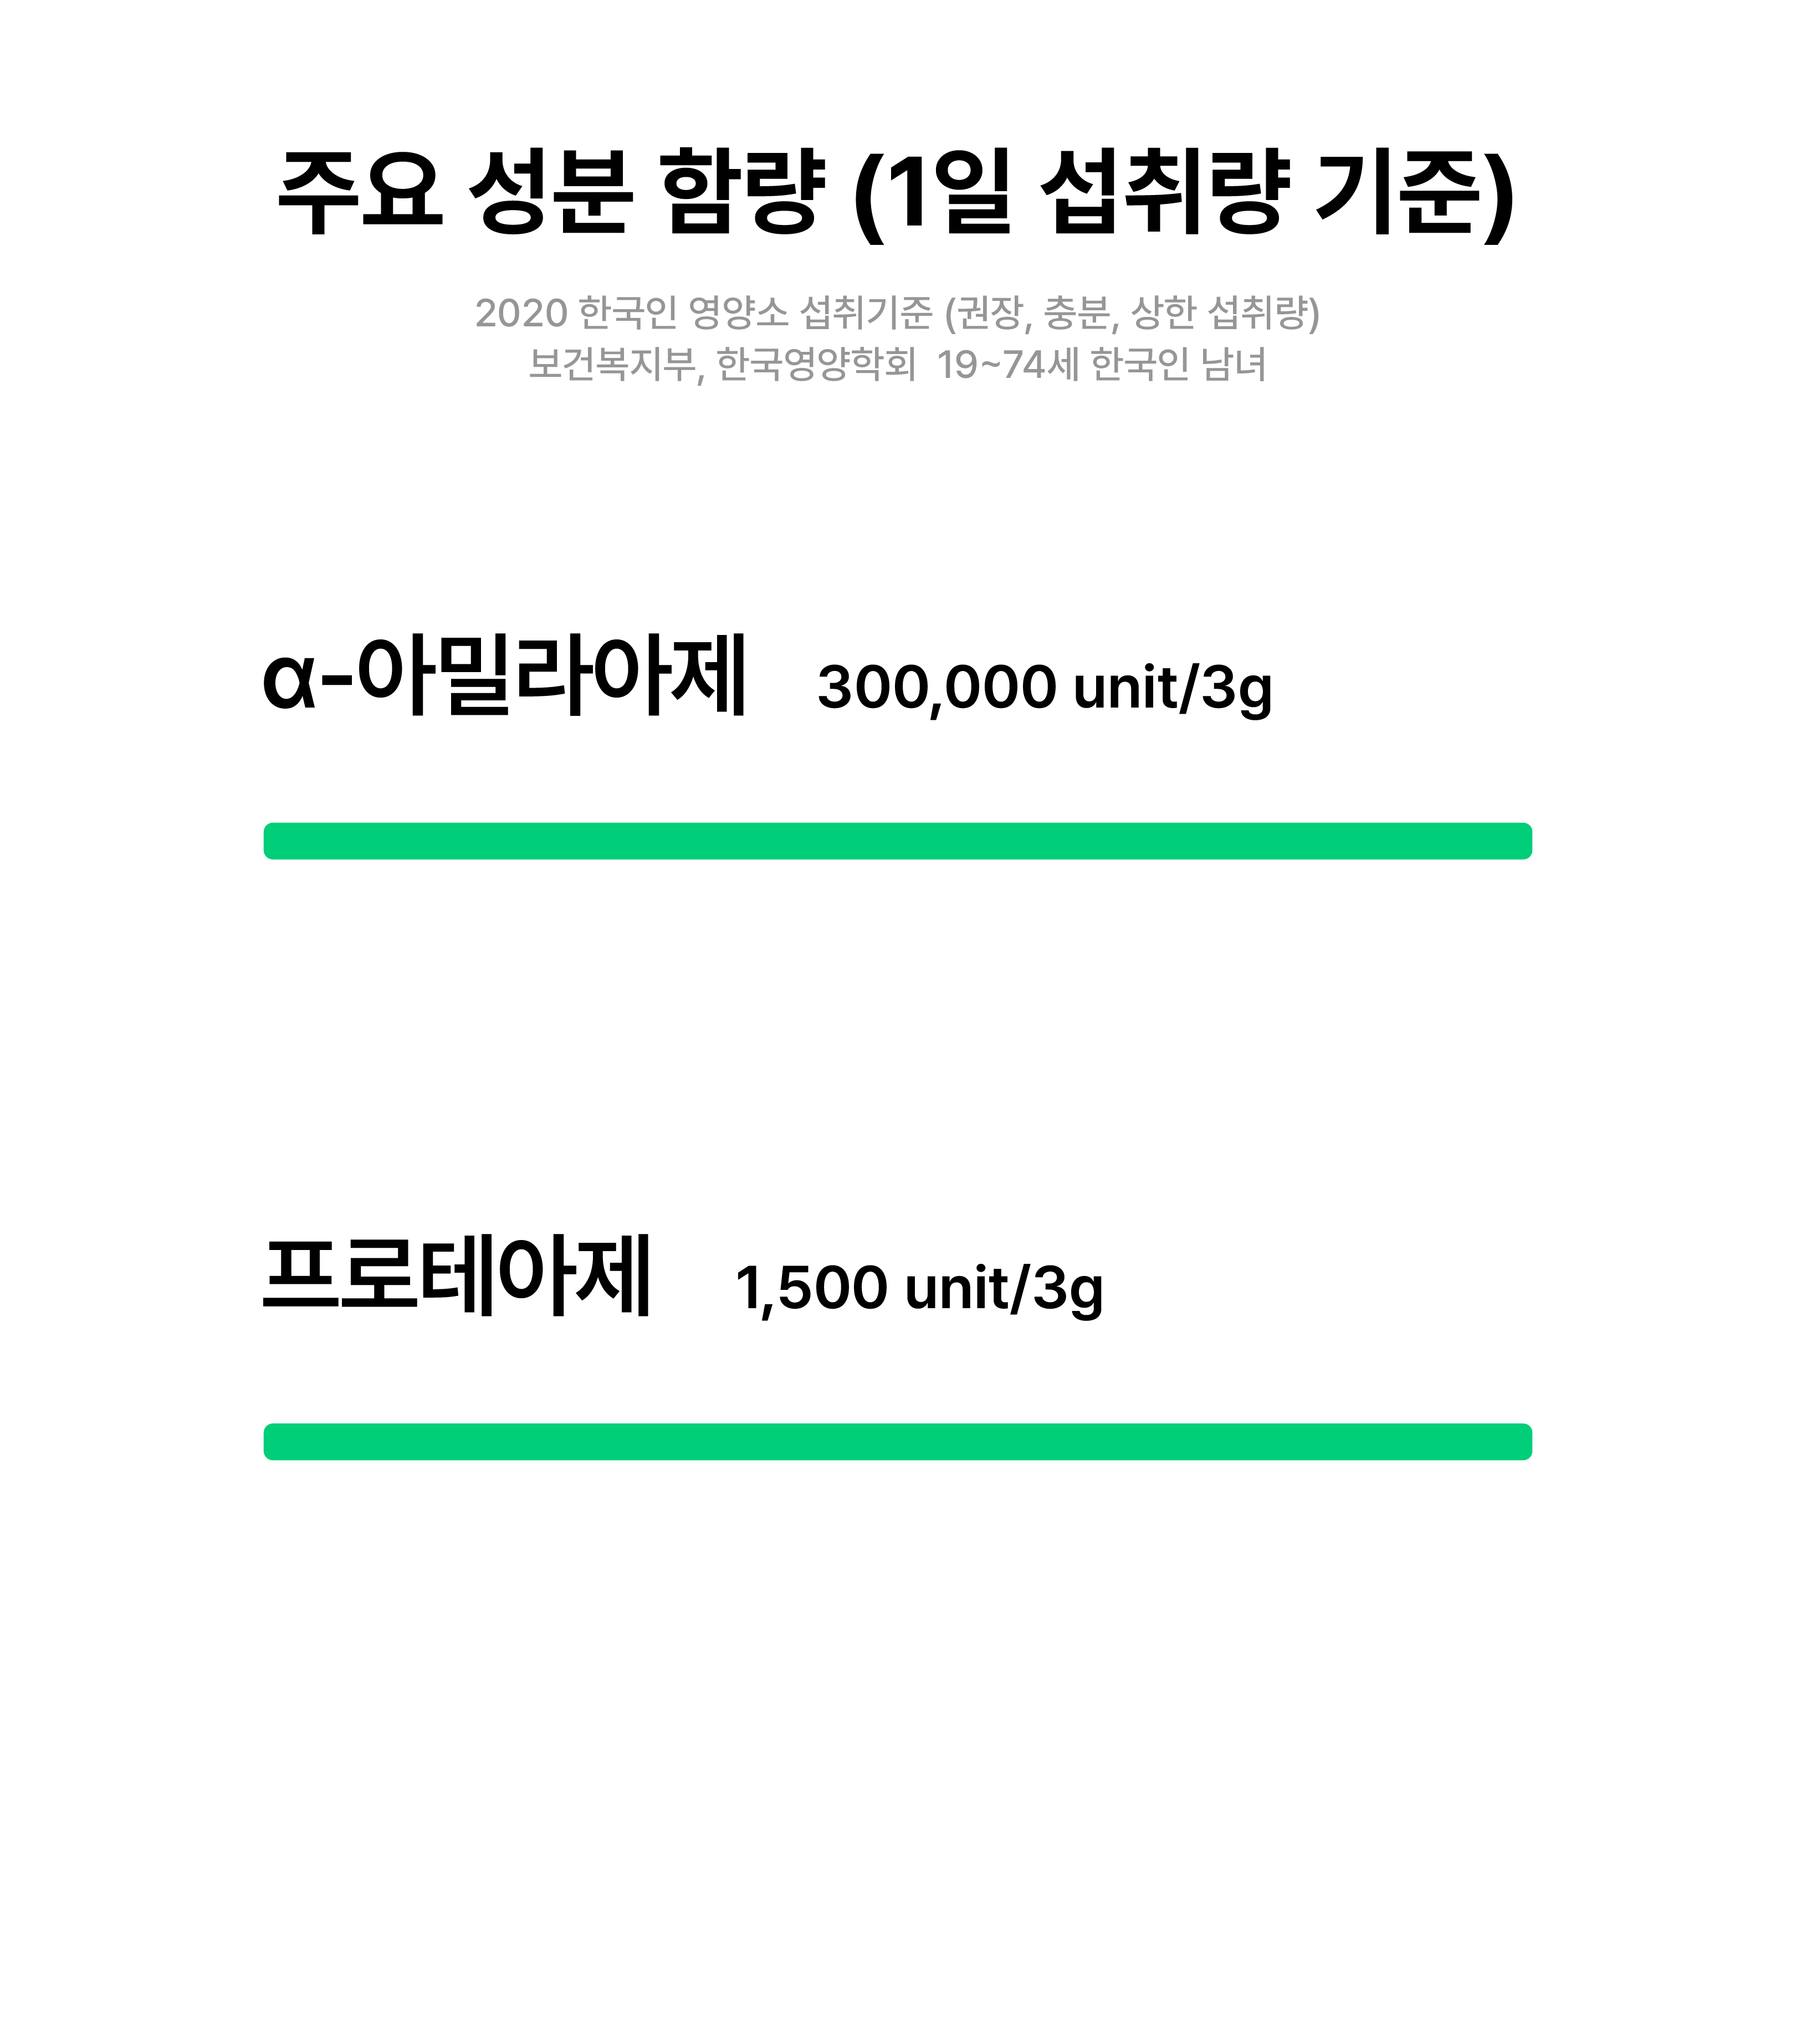 주요 성분 함량 (1일 섭취량 기준)
2020 한국인 영양소 섭취기준 (권장, 충분, 상한 섭취량)
보건복지부, 한국영양학회 19~74세 한국인 남녀
α-아밀라아제 300,000 unit/3g
프로테아제 1,500 unit/3g